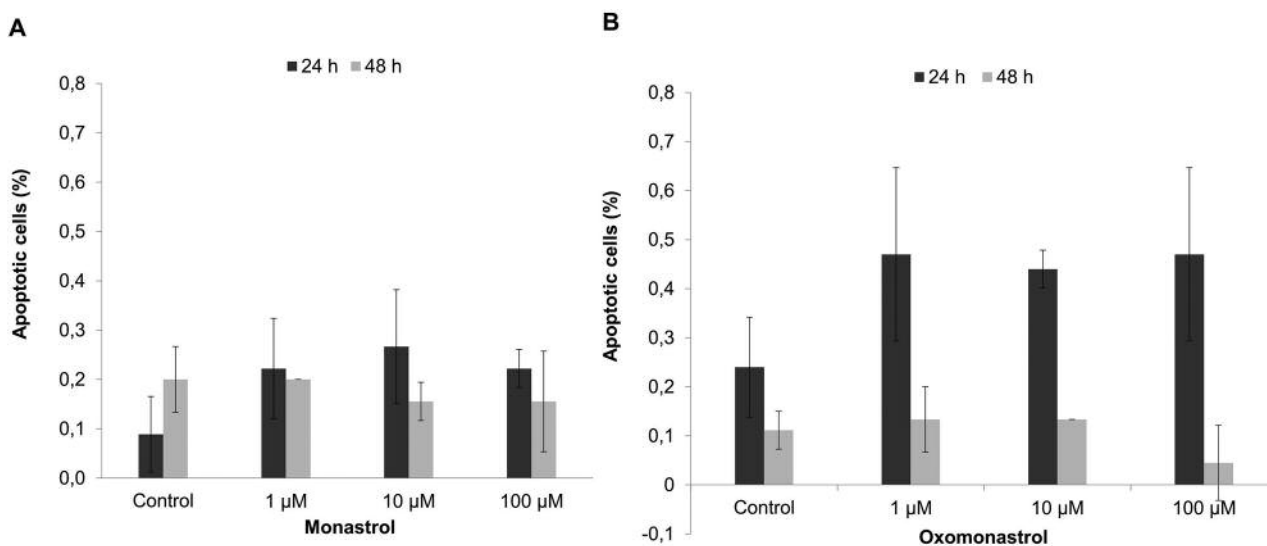 A
24 h 48 h
0,8
0,7
0,6
0,5
0,4
0,3
0,2
0,1
0,0
Apoptotic cells (%)
Control 1 µM 10 µM 100 µM
Monastrol
B
24 h 48 h
0,8
0,7
0,6
0,5
0,4
0,3
0,2
0,1
0
-0,1
Apoptotic cells (%)
Control 1 µM 10 µM 100 µM
Oxomonastrol